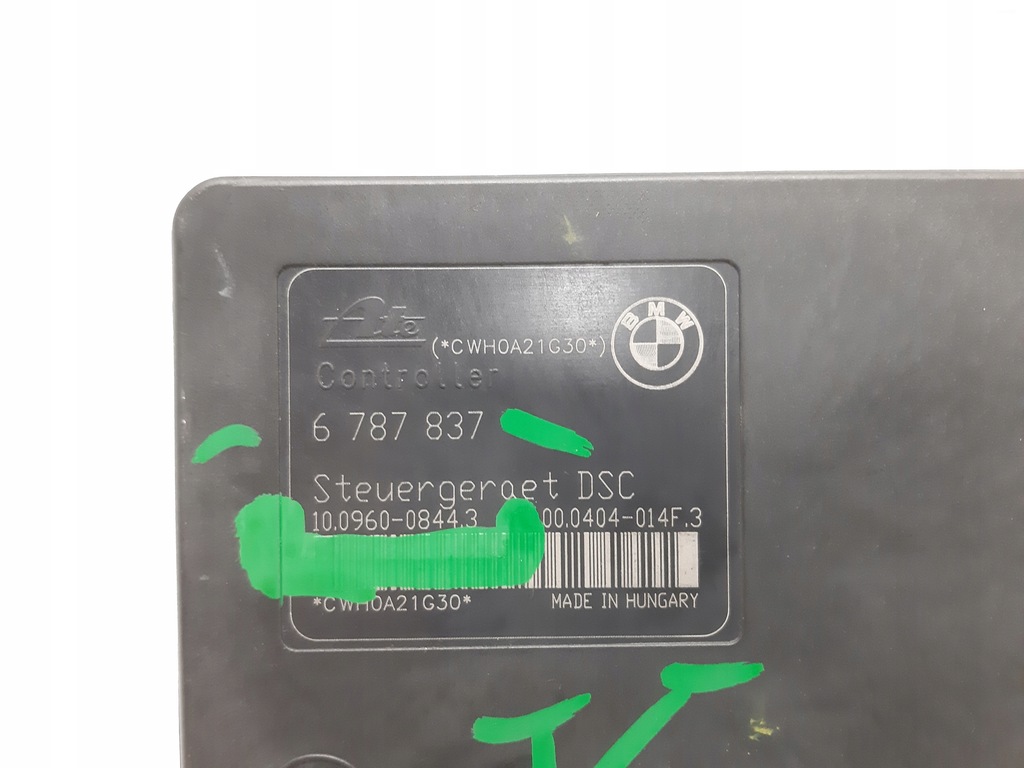 Ate
(*CWH0A21G30*)
BMW
Controller
6 787 837
Steuergeraet DSC
10.0960-0844.3 00.0404-014F.3
*CWH0A21G30*
MADE IN HUNGARY